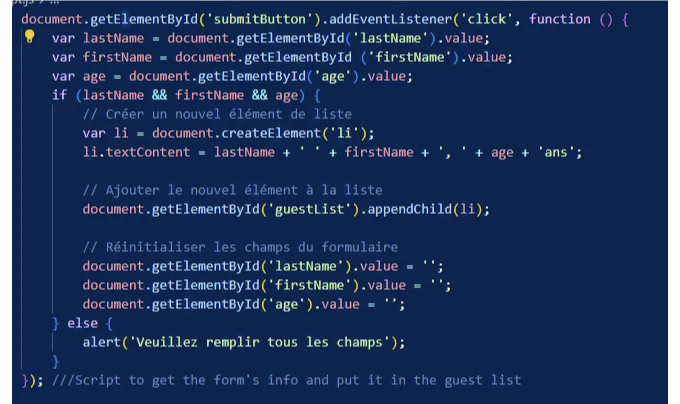 document.getElementById('submitButton').addEventListener('click', function () {
var lastName = document.getElementById('lastName').value;
var firstName = document.getElementById ('firstName').value;
var age = document.getElementById('age').value;
if (lastName && firstName && age) {
// Créer un nouvel élément de liste
var li = document.createElement('li');
li.textContent = lastName + ' ' + firstName + ', ' + age + 'ans';
// Ajouter le nouvel élément à la liste
document.getElementById('guestList').appendChild(li);
// Réinitialiser les champs du formulaire
document.getElementById('lastName').value = '';
document.getElementById('firstName').value = '';
document.getElementById('age').value = '';
} else {
alert('Veuillez remplir tous les champs');
}
}); ///Script to get the form's info and put it in the guest list